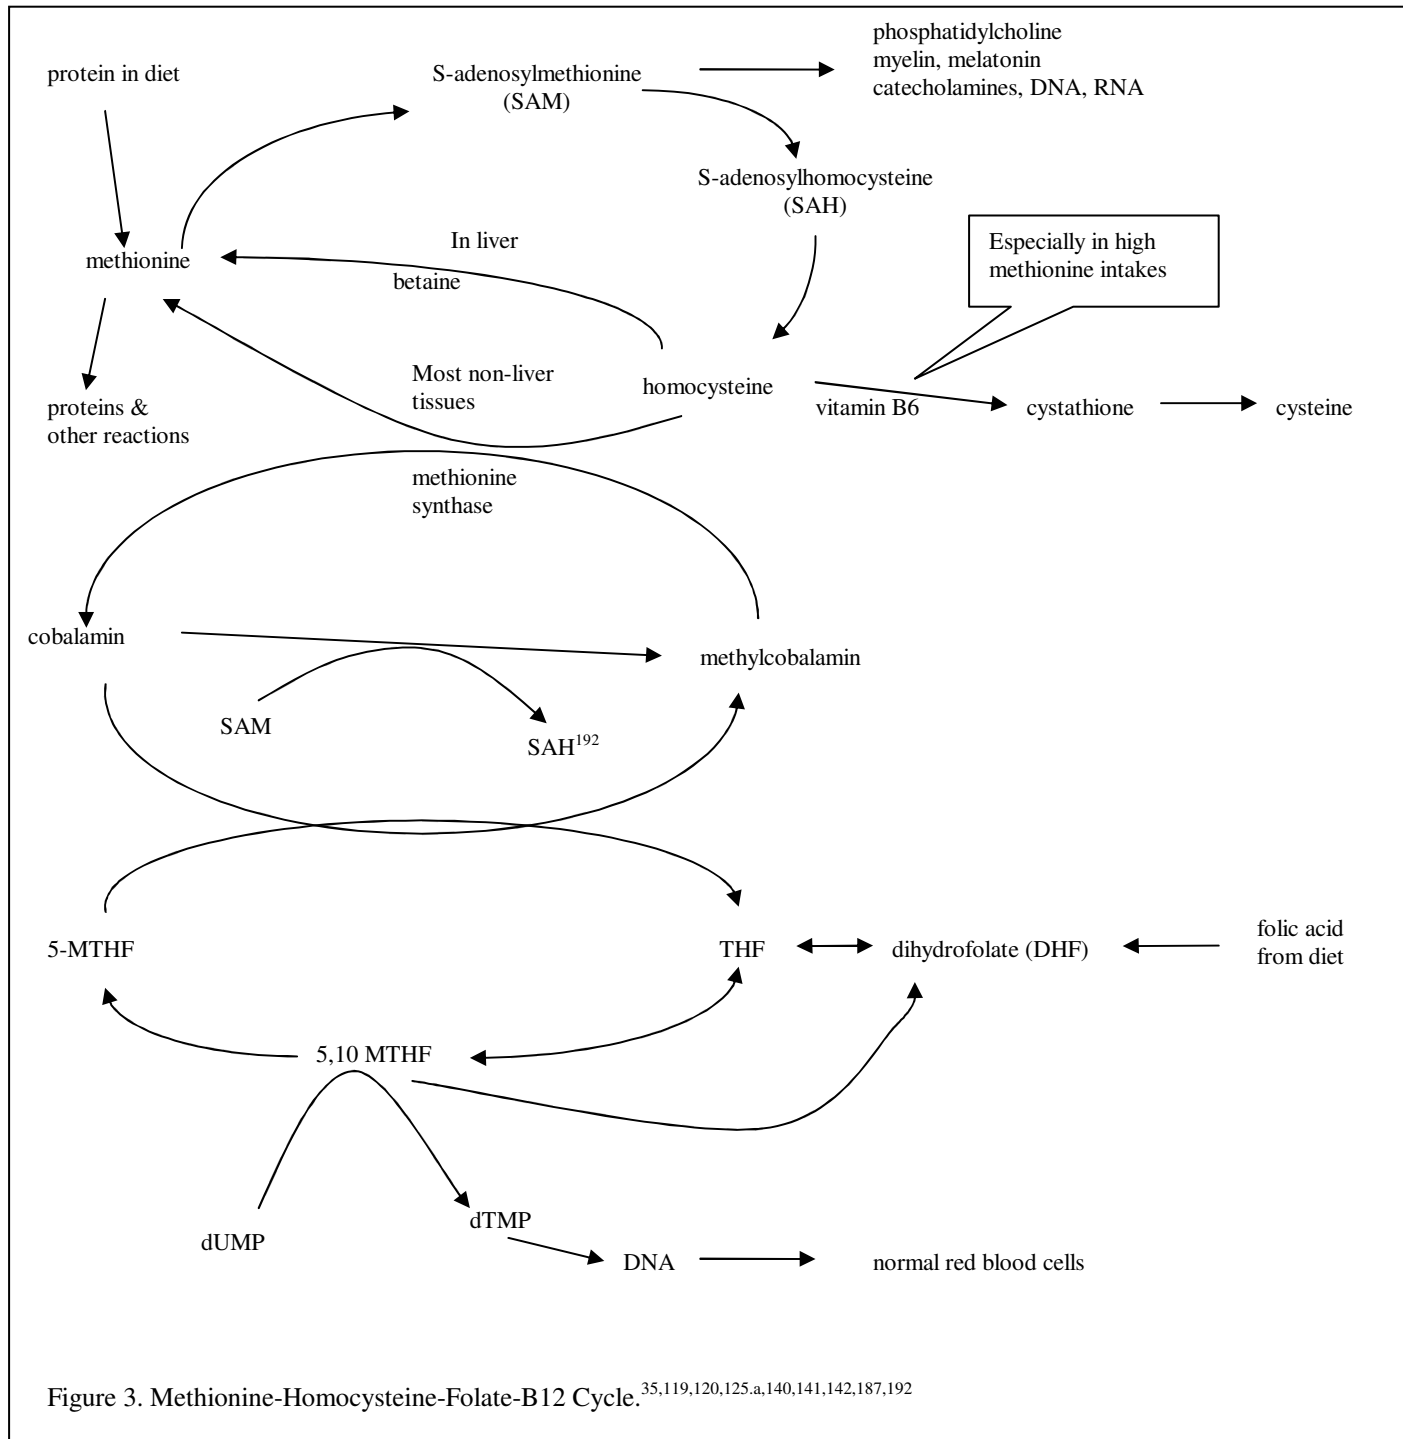 phosphatidylcholine
myelin, melatonin
catecholamines, DNA, RNA
protein in diet
S-adenosylmethionine
(SAM)
S-adenosylhomocysteine
(SAH)
Especially in high
methionine intakes
In liver
methionine
betaine
Most non-liver
tissues
homocysteine
vitamin B6
cystathione
cysteine
proteins &
other reactions
methionine
synthase
cobalamin
methylcobalamin
SAM
SAH192
5-MTHF
THF
dihydrofolate (DHF)
folic acid
from diet
5,10 MTHF
dUMP
dTMP
DNA
normal red blood cells
Figure 3. Methionine-Homocysteine-Folate-B12 Cycle.35,119,120,125.a,140,141,142,187,192